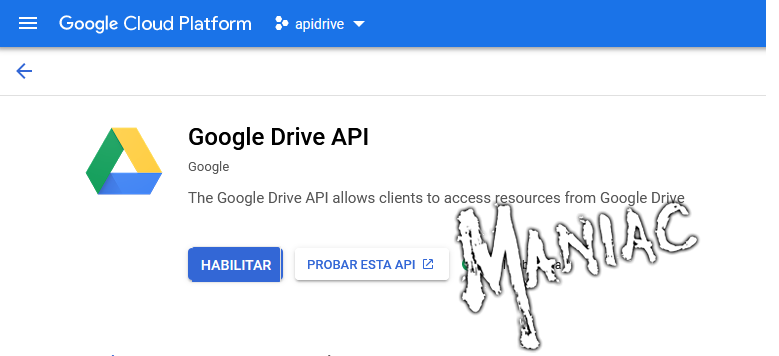 Google Cloud Platform apidrive
Google Drive API
Google
The Google Drive API allows clients to access resources from Google Drive
HABILITAR PROBAR ESTA API
MANIAC